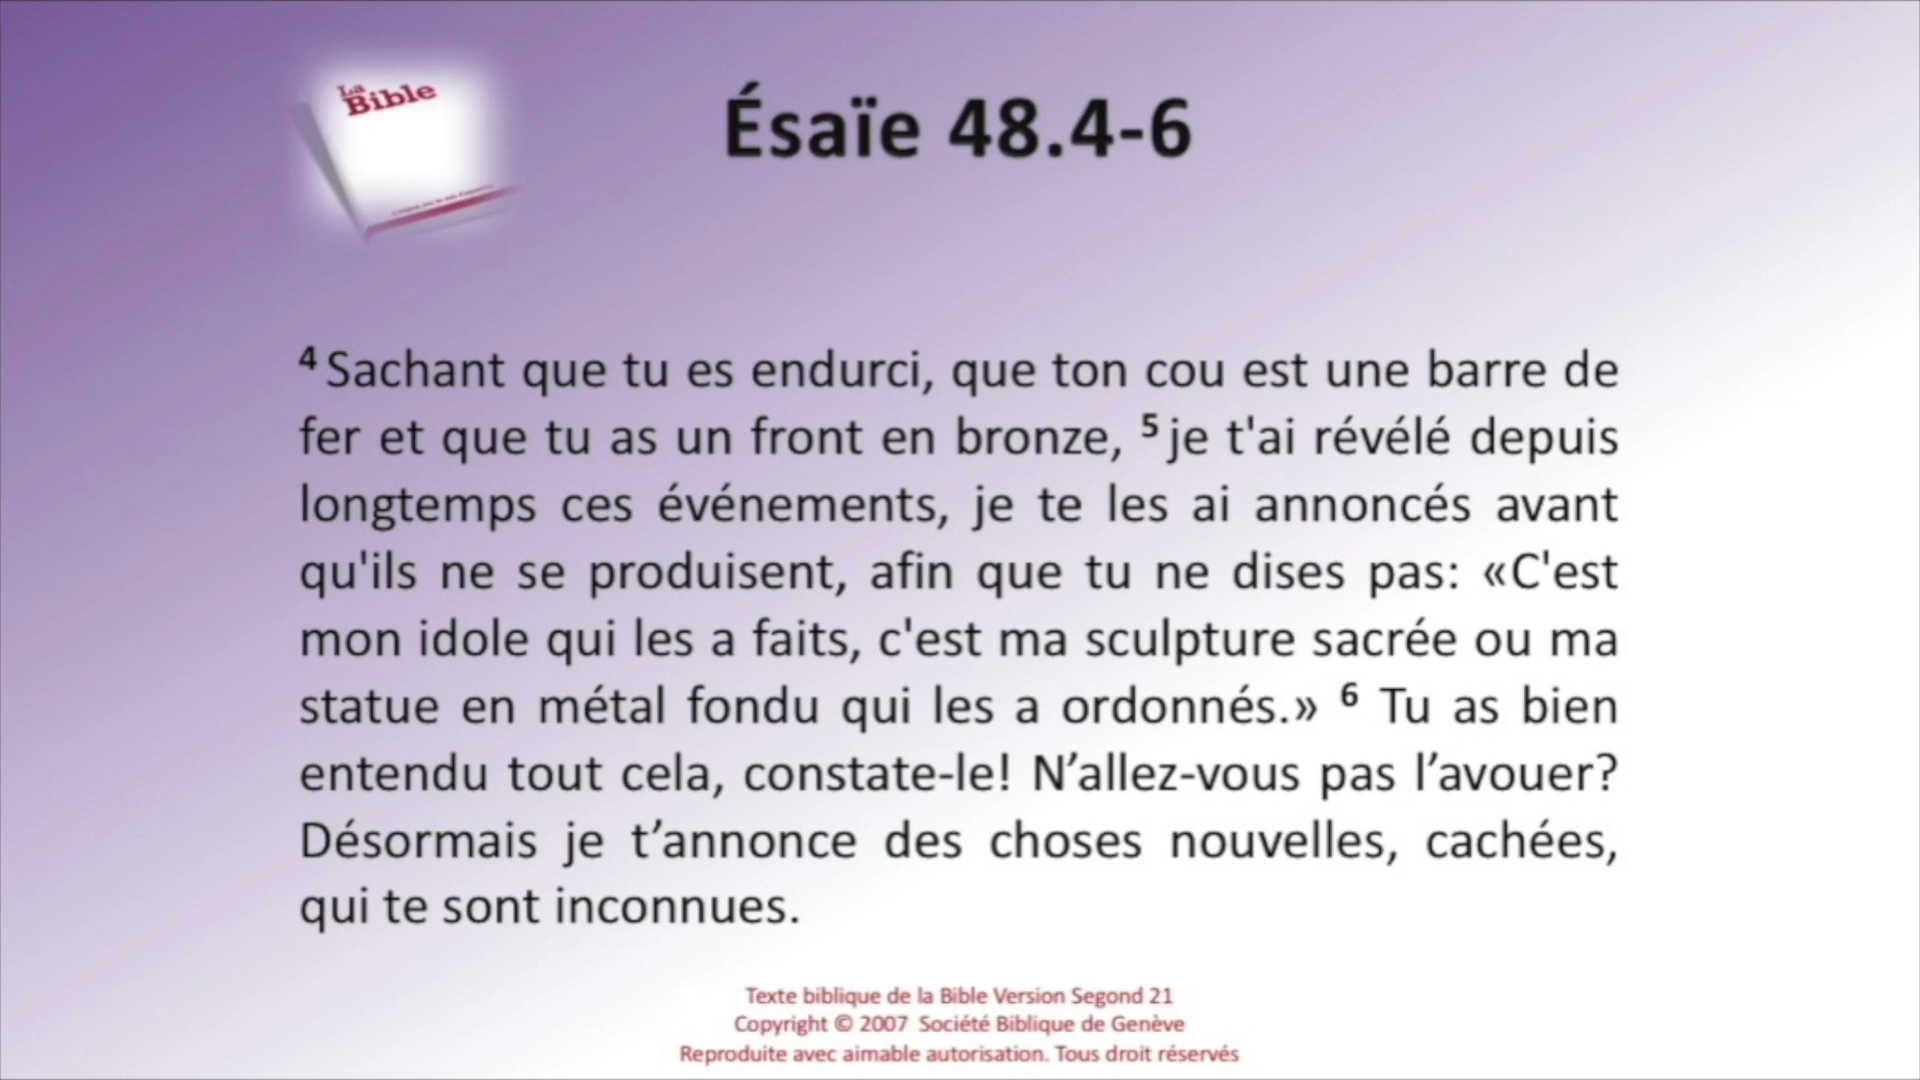 La
Bible
Ésaïe 48.4-6
⁴ Sachant que tu es endurci, que ton cou est une barre de
fer et que tu as un front en bronze, ⁵ je t'ai révélé depuis
longtemps ces événements, je te les ai annoncés avant
qu'ils ne se produisent, afin que tu ne dises pas: «C'est
mon idole qui les a faits, c'est ma sculpture sacrée ou ma
statue en métal fondu qui les a ordonnés.» ⁶ Tu as bien
entendu tout cela, constate-le! N’allez-vous pas l’avouer?
Désormais je t’annonce des choses nouvelles, cachées,
qui te sont inconnues.
Texte biblique de la Bible Version Segond 21
Copyright © 2007 Société Biblique de Genève
Reproduite avec aimable autorisation. Tous droit réservés